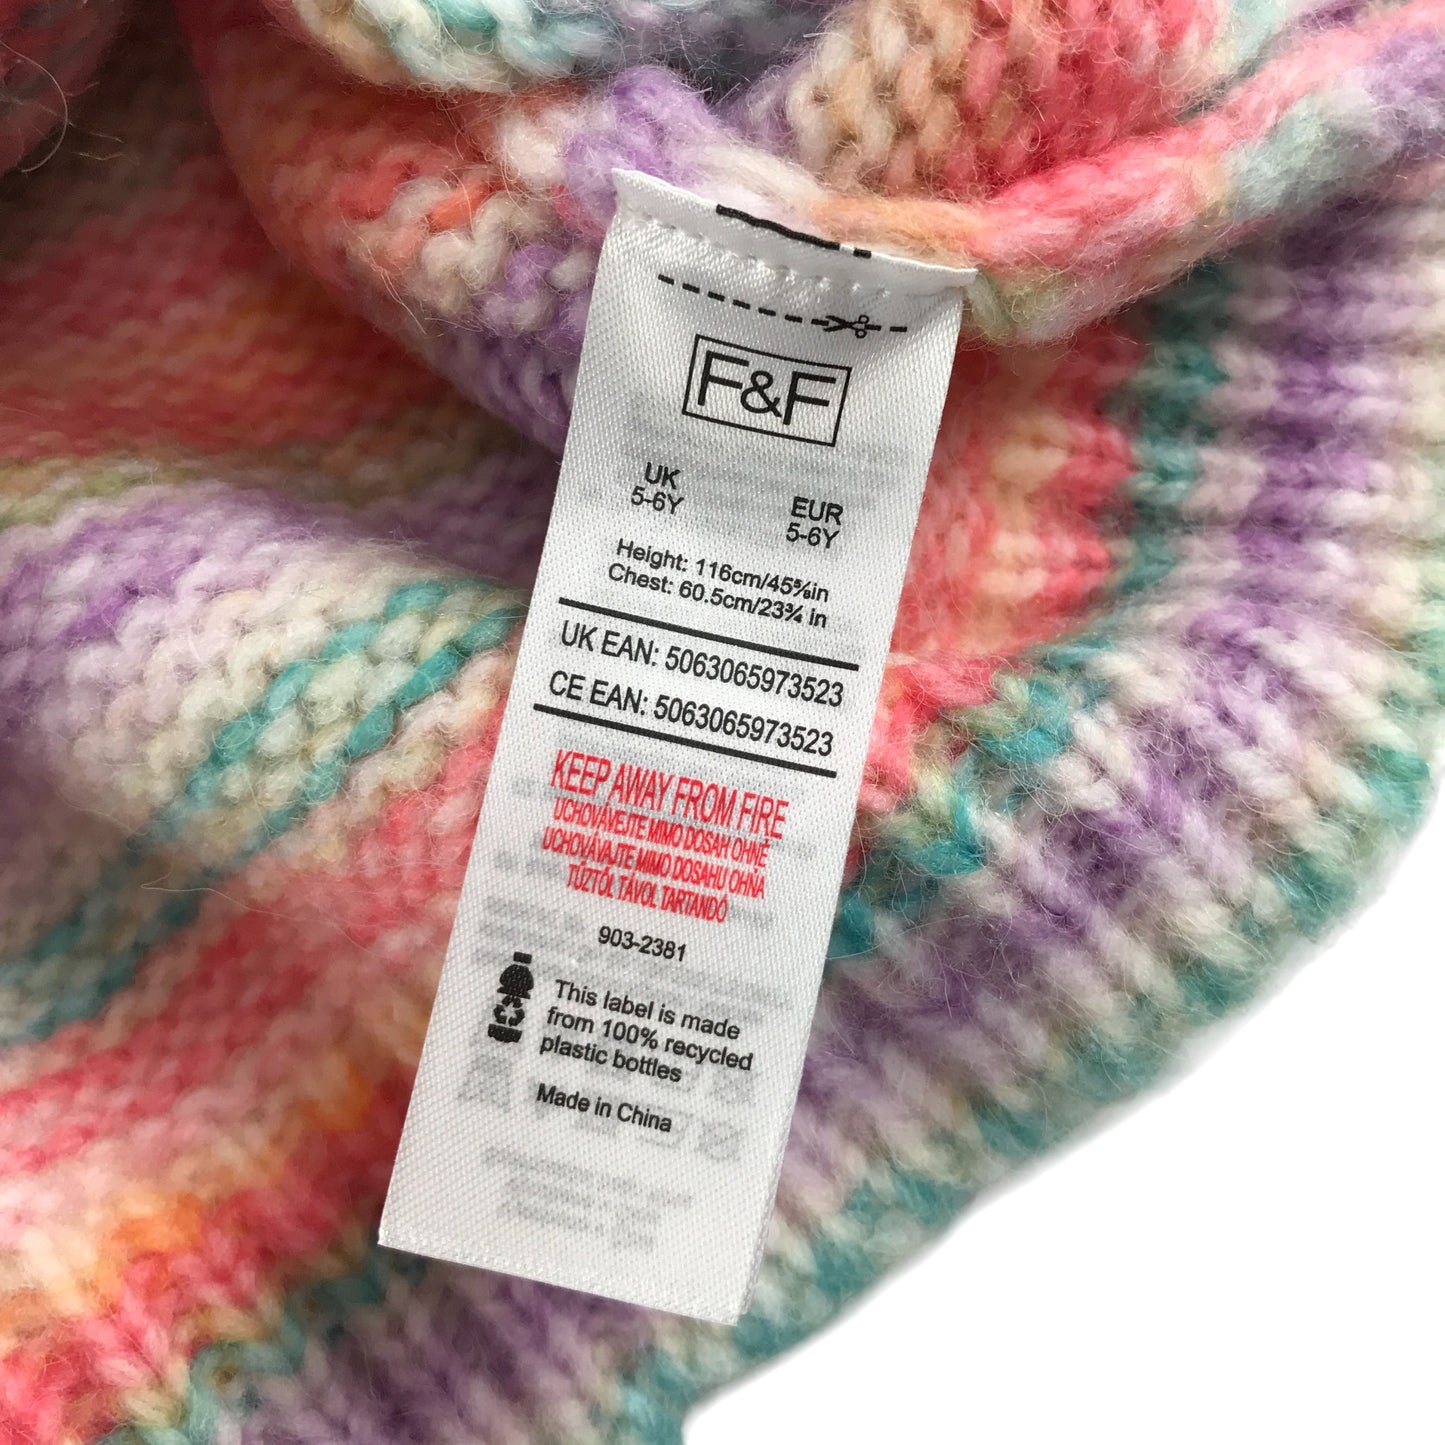 F&F
UK
5-6Y
EUR
5-6Y
Height: 116cm/45⅝in
Chest: 60.5cm/23¾ in
UK EAN: 5063065973523
CE EAN: 5063065973523
KEEP AWAY FROM FIRE
UCHOVÁVEJTE MIMO DOSAH OHNĚ
UCHOVÁVAJTE MIMO DOSAHU OHŇA
TŰZTŐL TÁVOL TARTANDÓ
903-2381
This label is made
from 100% recycled
plastic bottles
Made in China